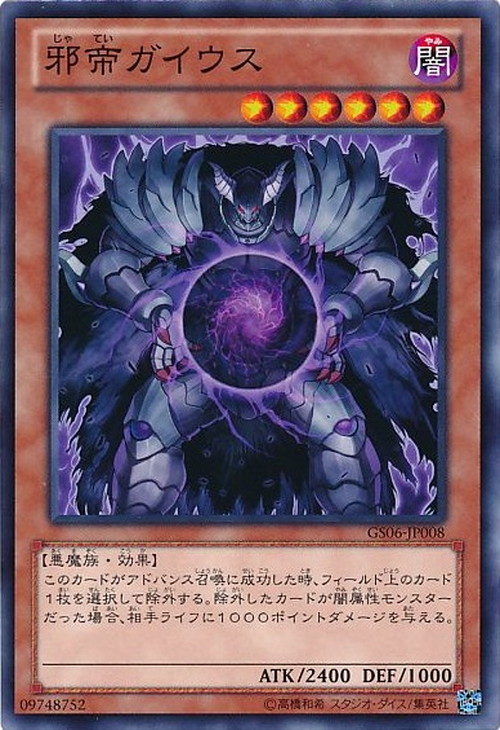 邪帝ガイウス
闇
GS06-JP008
【悪魔族・効果】
このカードがアドバンス召喚に成功した時、フィールド上のカード
1枚を選択して除外する。除外したカードが闇属性モンスター
だった場合、相手ライフに1000ポイントダメージを与える。
ATK/2400 DEF/1000
09748752
©高橋和希 スタジオ・ダイス/集英社